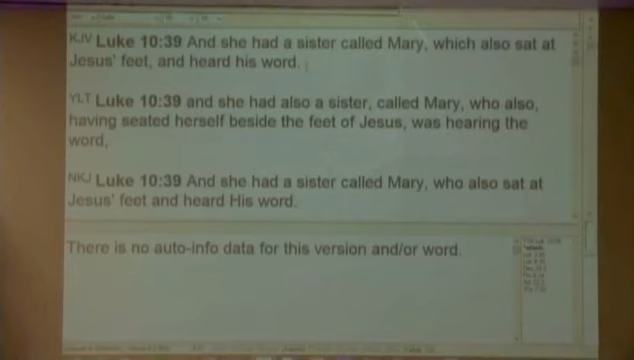 KJV Luke 10:39 And she had a sister called Mary, which also sat at
Jesus' feet, and heard his word.
YLT Luke 10:39 and she had also a sister, called Mary, who also,
having seated herself beside the feet of Jesus, was hearing the
word,
NKJ Luke 10:39 And she had a sister called Mary, who also sat at
Jesus' feet and heard His word.
There is no auto-info data for this version and/or word.